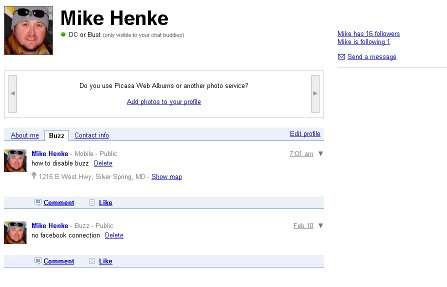 Mike Henke
DC or Bust (only visible to your chat buddies)
Mike has 15 followers
Mike is following 1
Send a message
Do you use Picasa Web Albums or another photo service?
Add photos to your profile
About me Buzz Contact info Edit profile
Mike Henke - Mobile - Public 7:01 am
how to disable buzz Delete
1215 E West Hwy, Silver Spring, MD - Show map
Comment Like
Mike Henke - Buzz - Public Feb 10
no facebook connection Delete
Comment Like